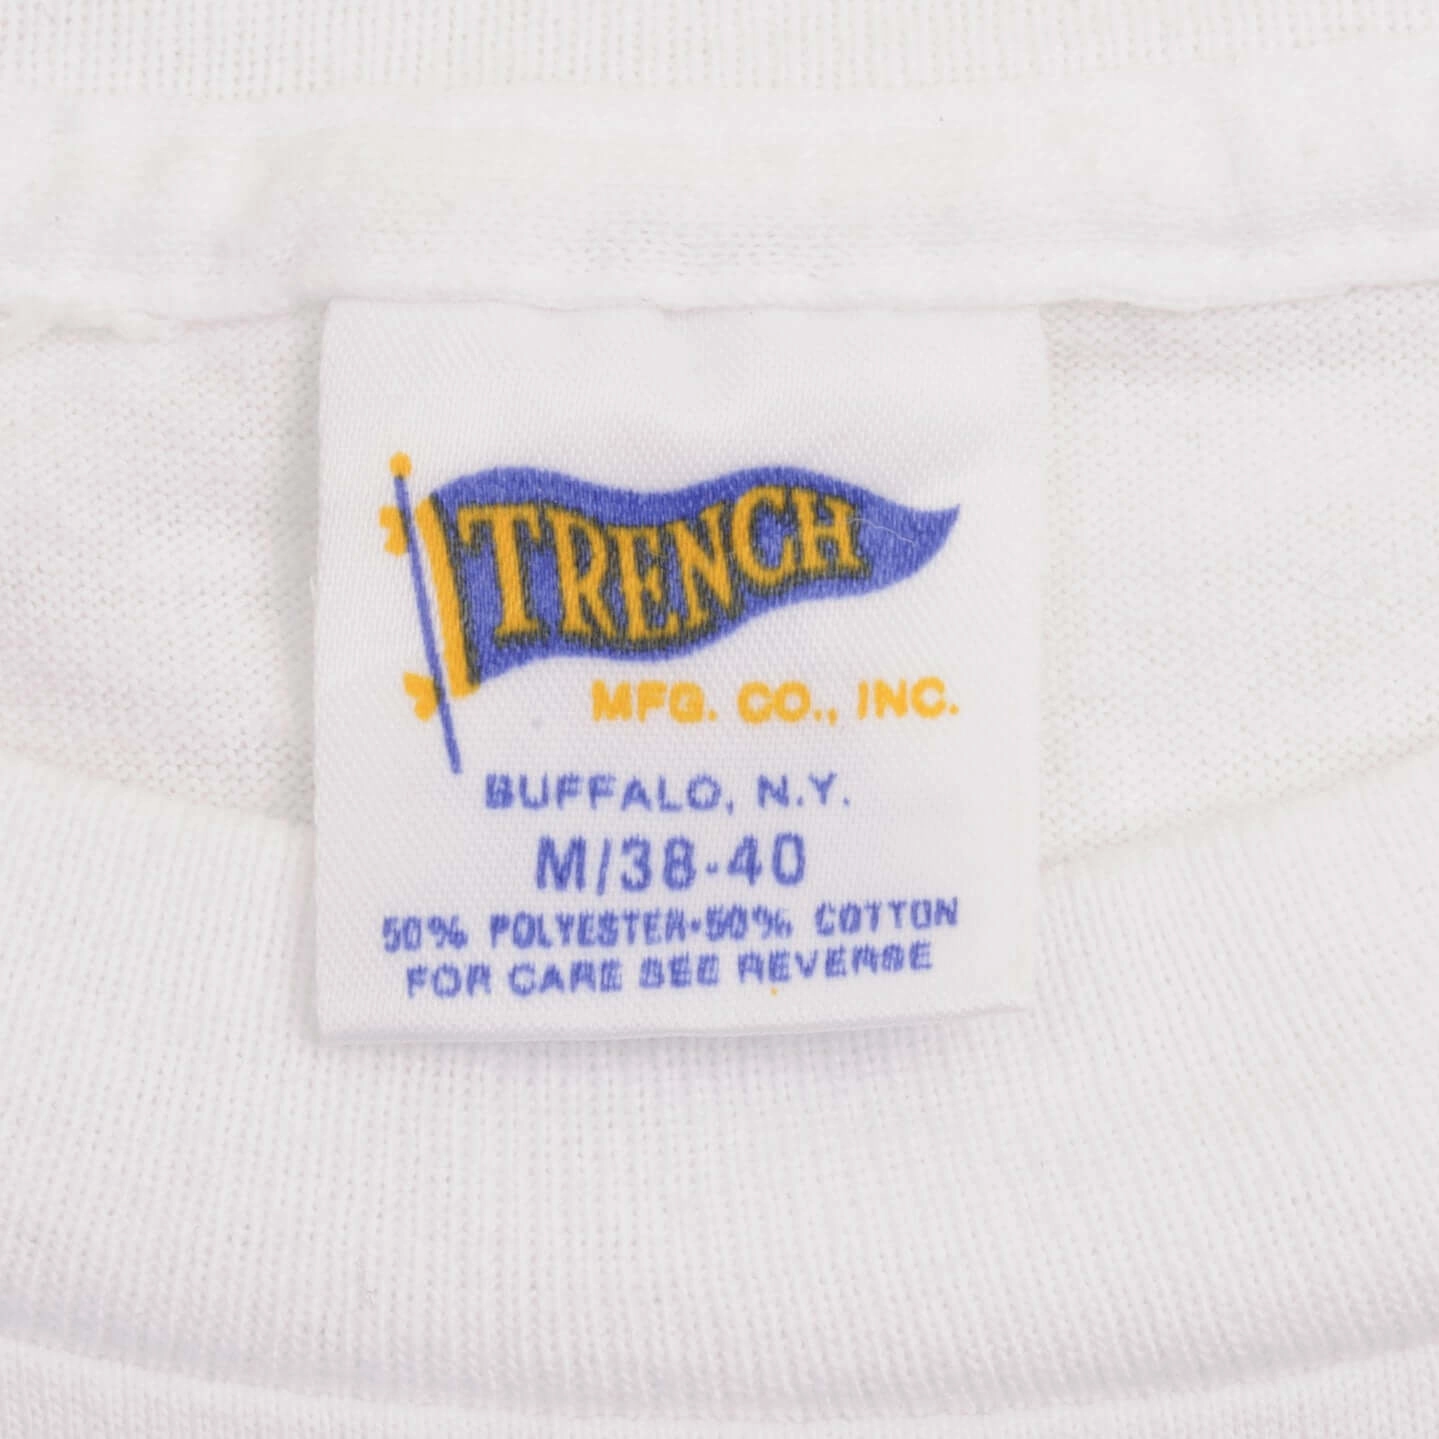 TRENCH
MFG. CO., INC.
BUFFALO, N.Y.
M/38-40
50% POLYESTER·50% COTTON
FOR CARE SEE REVERSE